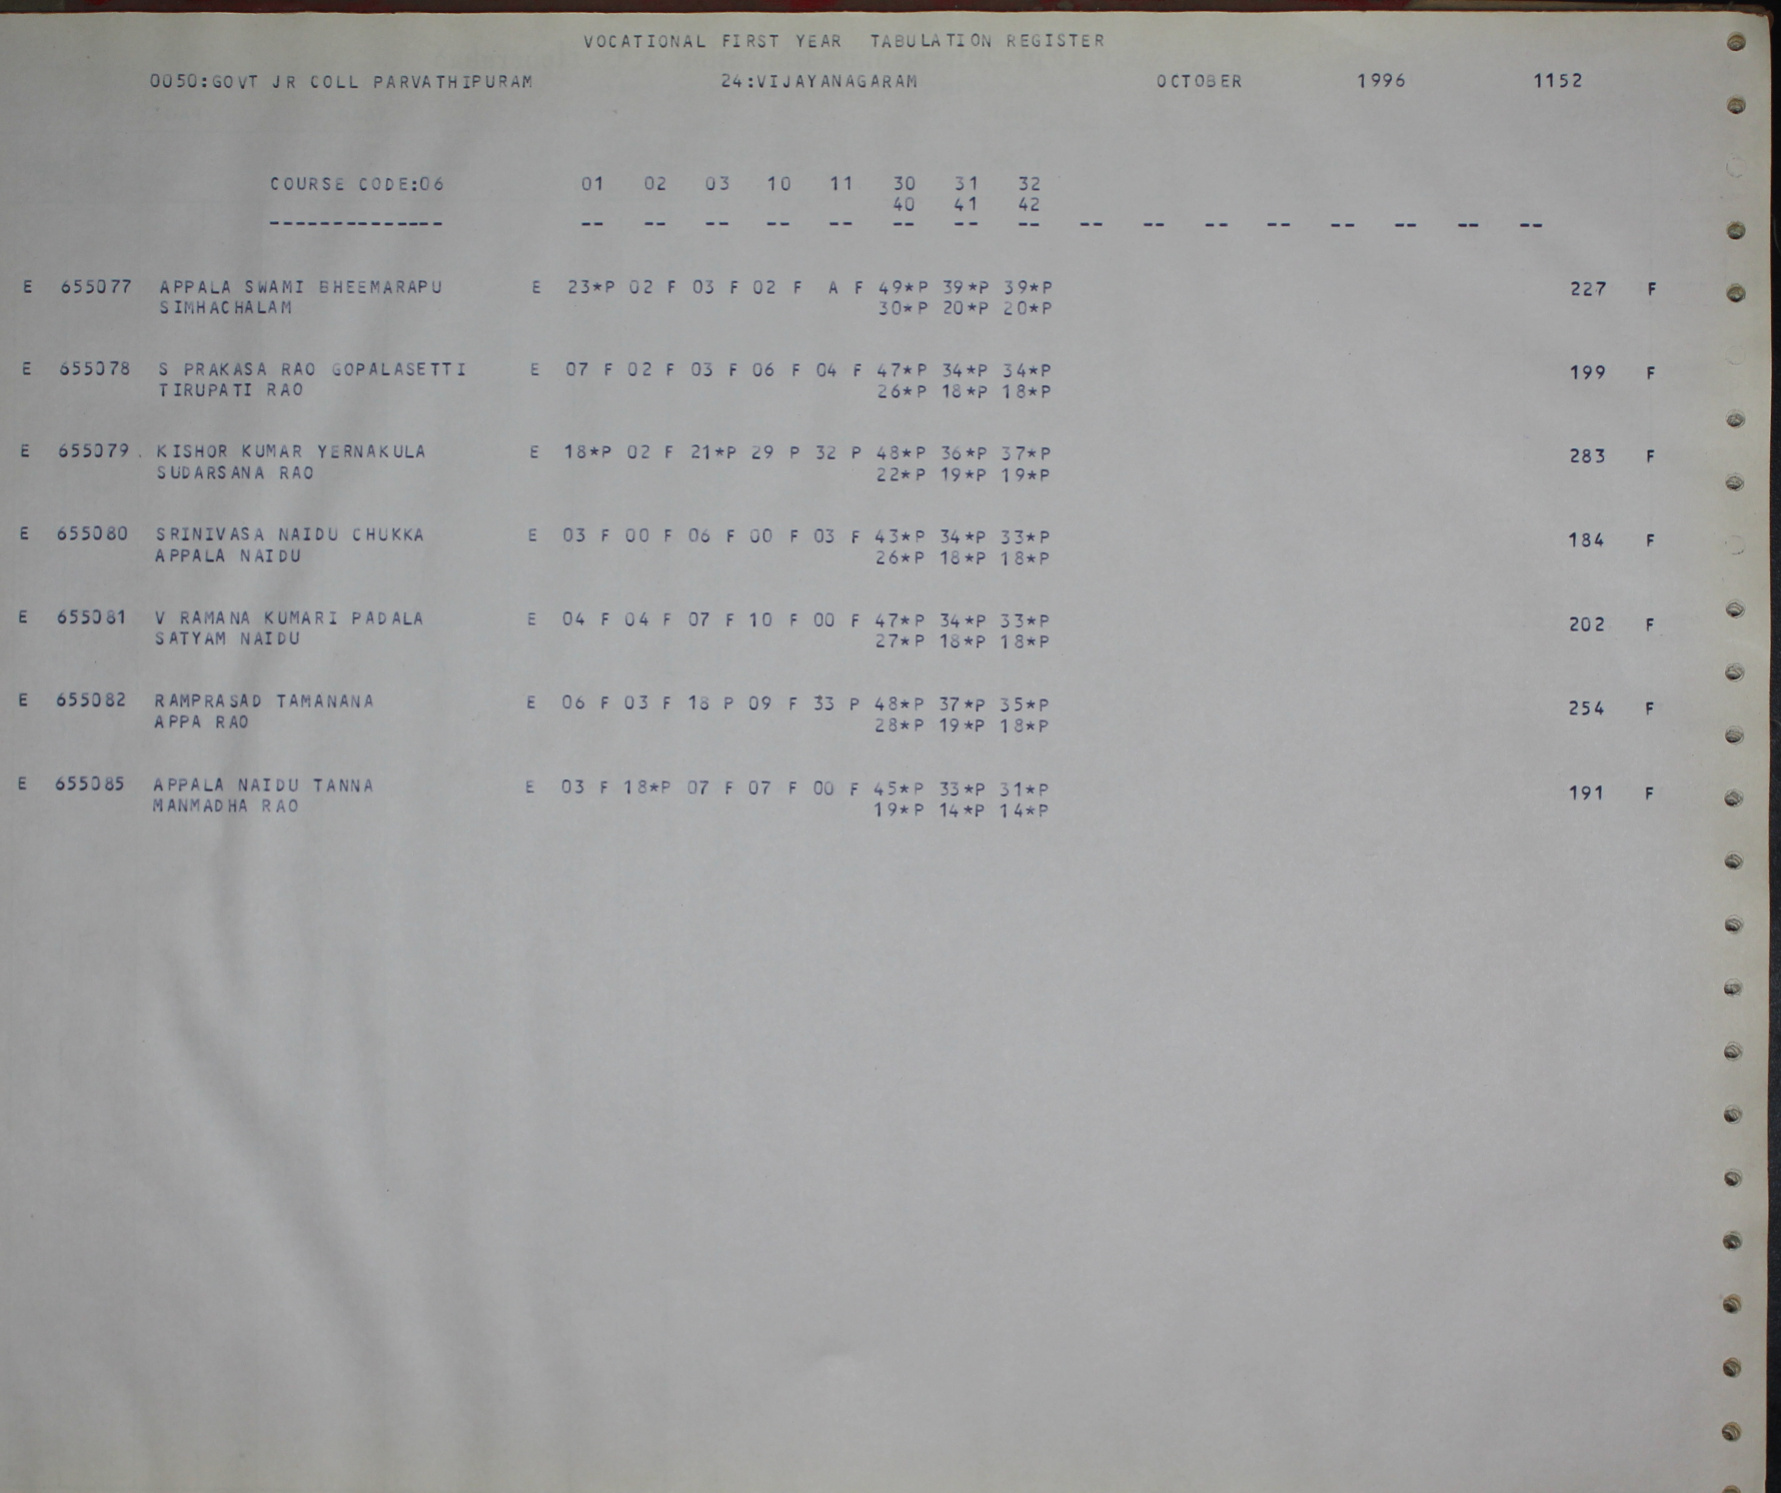 VOCATIONAL FIRST YEAR TABULATION REGISTER
0050:GOVT JR COLL PARVATHIPURAM 24:VIJAYANAGARAM OCTOBER 1996 1152
COURSE CODE:06 01 02 03 10 11 30 31 32
40 41 42
-------------- -- -- -- -- -- -- -- -- -- -- -- -- -- -- -- --
E 655077 APPALA SWAMI BHEEMARAPU E 23*P 02 F 03 F 02 F A F 49*P 39*P 39*P 227 F
SIMHACHALAM 30*P 20*P 20*P
E 655078 S PRAKASA RAO GOPALASETTI E 07 F 02 F 03 F 06 F 04 F 47*P 34*P 34*P 199 F
TIRUPATI RAO 26*P 18*P 18*P
E 655079 KISHOR KUMAR YERNAKULA E 18*P 02 F 21*P 29 P 32 P 48*P 36*P 37*P 283 F
SUDARSANA RAO 22*P 19*P 19*P
E 655080 SRINIVASA NAIDU CHUKKA E 03 F 00 F 06 F 00 F 03 F 43*P 34*P 33*P 184 F
APPALA NAIDU 26*P 18*P 18*P
E 655081 V RAMANA KUMARI PADALA E 04 F 04 F 07 F 10 F 00 F 47*P 34*P 33*P 202 F
SATYAM NAIDU 27*P 18*P 18*P
E 655082 RAMPRASAD TAMANANA E 06 F 03 F 18 P 09 F 33 P 48*P 37*P 35*P 254 F
APPA RAO 28*P 19*P 18*P
E 655085 APPALA NAIDU TANNA E 03 F 18*P 07 F 07 F 00 F 45*P 33*P 31*P 191 F
MANMADHA RAO 19*P 14*P 14*P